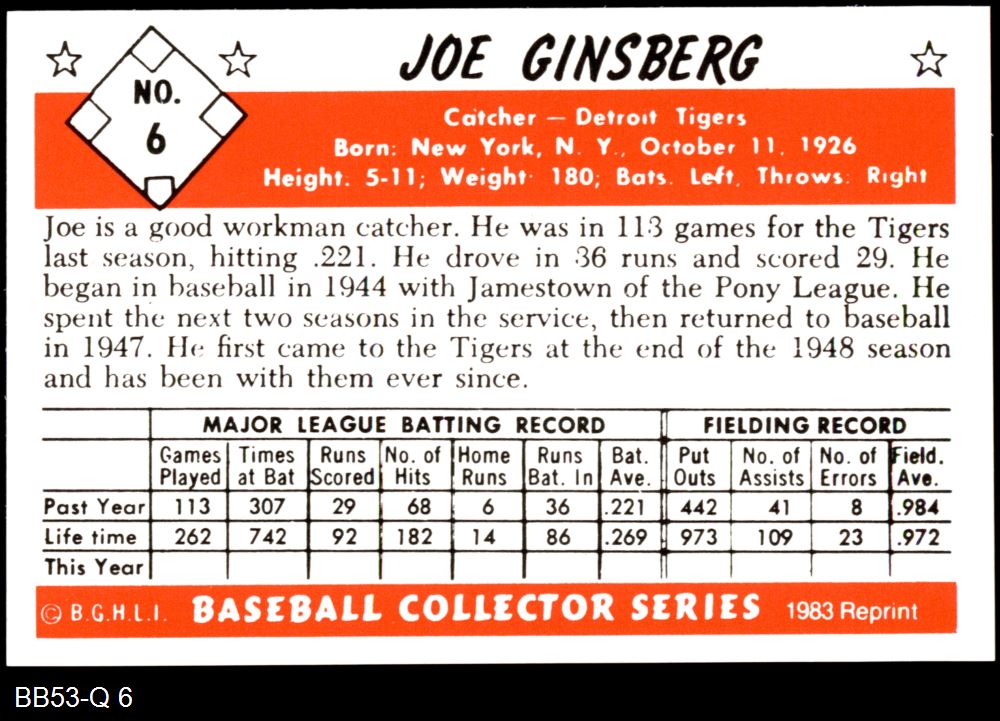 JOE GINSBERG
NO.
6
Catcher — Detroit Tigers
Born: New York, N. Y., October 11, 1926
Height. 5-11; Weight 180; Bats. Left, Throws. Right
Joe is a good workman catcher. He was in 113 games for the Tigers
last season, hitting .221. He drove in 36 runs and scored 29. He
began in baseball in 1944 with Jamestown of the Pony League. He
spent the next two seasons in the service, then returned to baseball
in 1947. He first came to the Tigers at the end of the 1948 season
and has been with them ever since.
MAJOR LEAGUE BATTING RECORD FIELDING RECORD
Games Times Runs No. of Home Runs Bat. Put No. of No. of Field.
Played at Bat Scored Hits Runs Bat. In Ave. Outs Assists Errors Ave.
Past Year 113 307 29 68 6 36 .221 442 41 8 .984
Life time 262 742 92 182 14 86 .269 973 109 23 .972
This Year
© B.G.H.L.I. BASEBALL COLLECTOR SERIES 1983 Reprint
BB53-Q 6